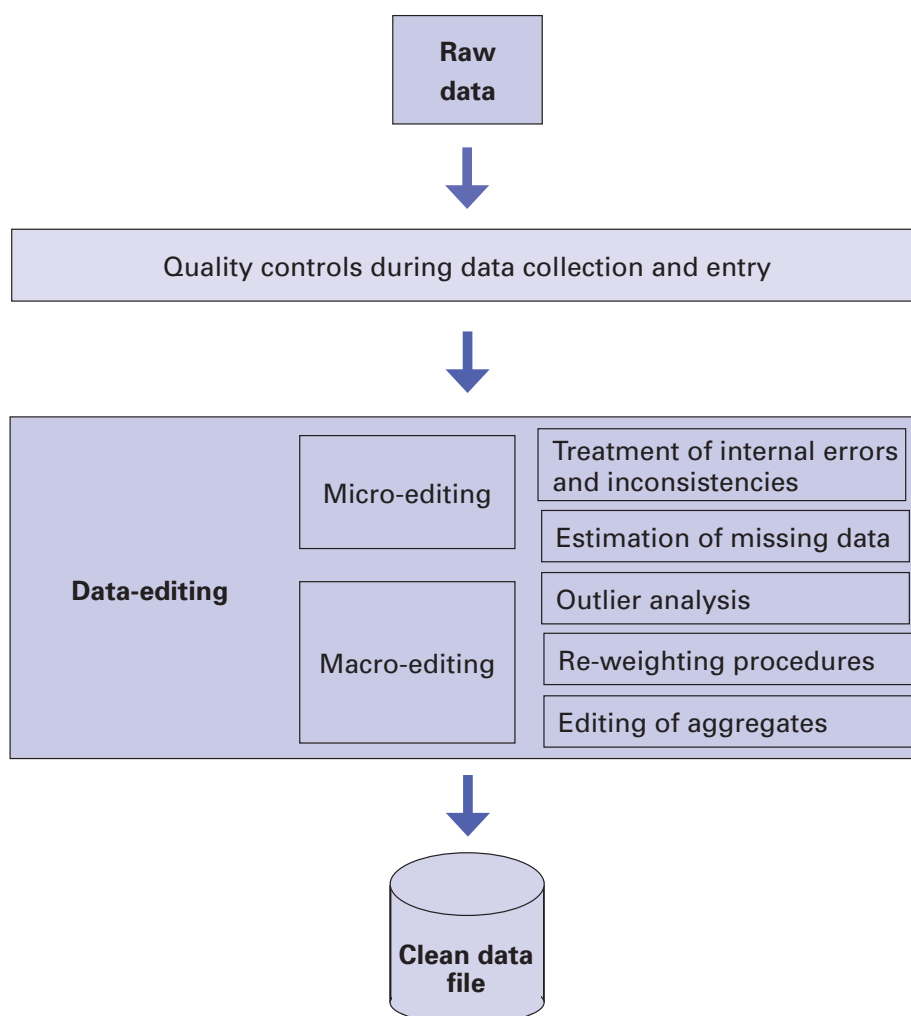 Raw
data
Quality controls during data collection and entry
Data-editing
Micro-editing
Treatment of internal errors
and inconsistencies
Estimation of missing data
Macro-editing
Outlier analysis
Re-weighting procedures
Editing of aggregates
Clean data
file